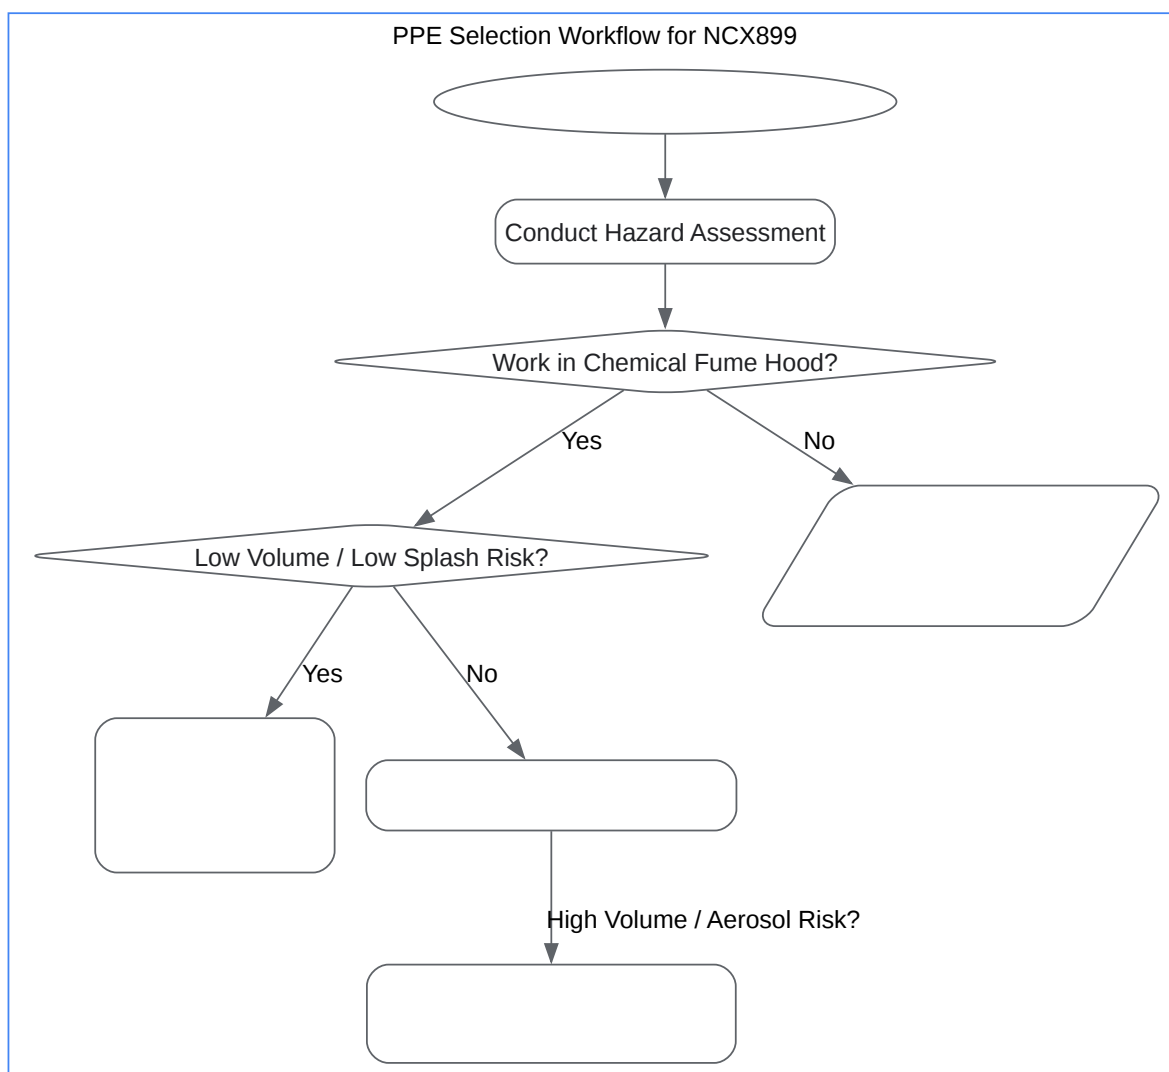 PPE Selection Workflow for NCX899
Conduct Hazard Assessment
Work in Chemical Fume Hood?
Yes
No
Low Volume / Low Splash Risk?
Yes
No
High Volume / Aerosol Risk?